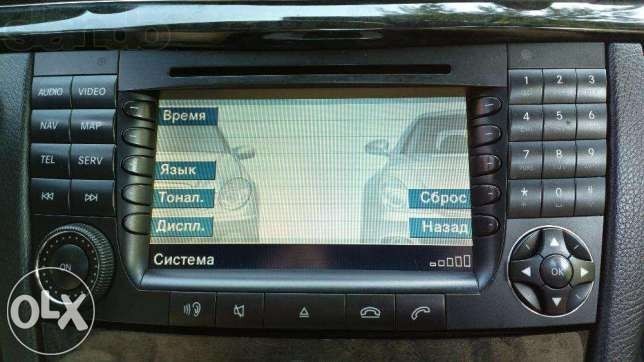 AUDIO VIDEO
NAV MAP
TEL SERV
ON
Время
Язык
Тонал.
Диспл.
Сброс
Назад
Система
1 2 3
4 5 6
7 8 9
* 0 #
OK
OLX